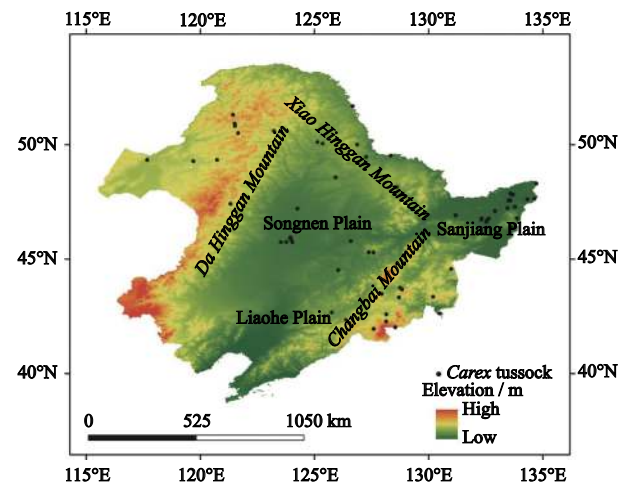 115°E 120°E 125°E 130°E 135°E
50°N 50°N
Xiao Hinggan Mountain
Da Hinggan Mountain
Songnen Plain
Sanjiang Plain
45°N 45°N
Changbai Mountain
Liaohe Plain
40°N 40°N
Carex tussock
Elevation / m
High
Low
0 525 1050 km
115°E 120°E 125°E 130°E 135°E